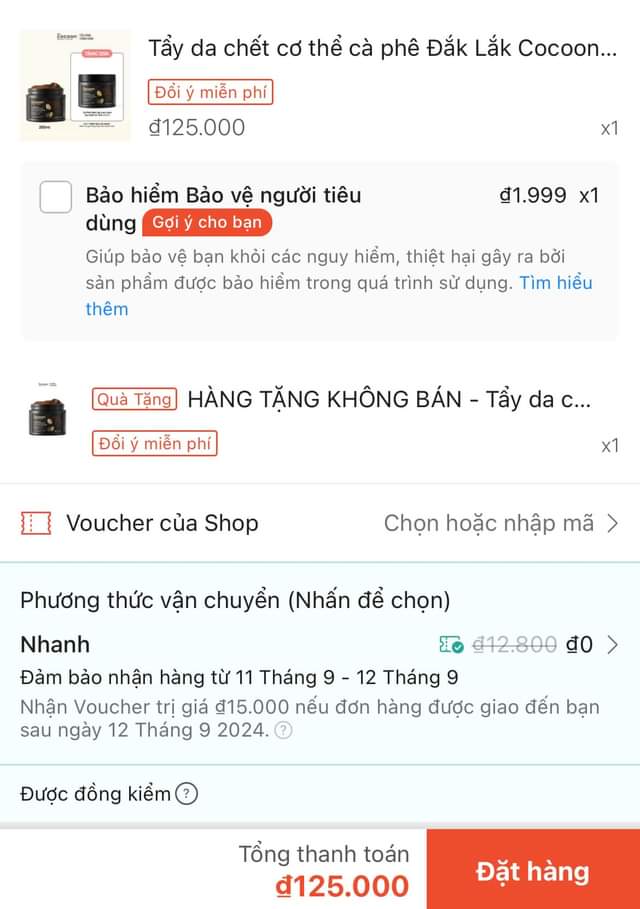 Cocoon
Tẩy da chết cơ thể cà phê Đắk Lắk Cocoon...
Đổi ý miễn phí
₫125.000
x1
Bảo hiểm Bảo vệ người tiêu
₫1.999 x1
dùng Gợi ý cho bạn
Giúp bảo vệ bạn khỏi các nguy hiểm, thiệt hại gây ra bởi
sản phẩm được bảo hiểm trong quá trình sử dụng. Tìm hiểu
thêm
Quà Tặng HÀNG TẶNG KHÔNG BÁN - Tẩy da c...
Đổi ý miễn phí
x1
Voucher của Shop
Chọn hoặc nhập mã
Phương thức vận chuyển (Nhấn để chọn)
Nhanh
₫12.800 ₫0
Đảm bảo nhận hàng từ 11 Tháng 9 - 12 Tháng 9
Nhận Voucher trị giá ₫15.000 nếu đơn hàng được giao đến bạn
sau ngày 12 Tháng 9 2024. ?
Được đồng kiểm ?
Tổng thanh toán
₫125.000
Đặt hàng